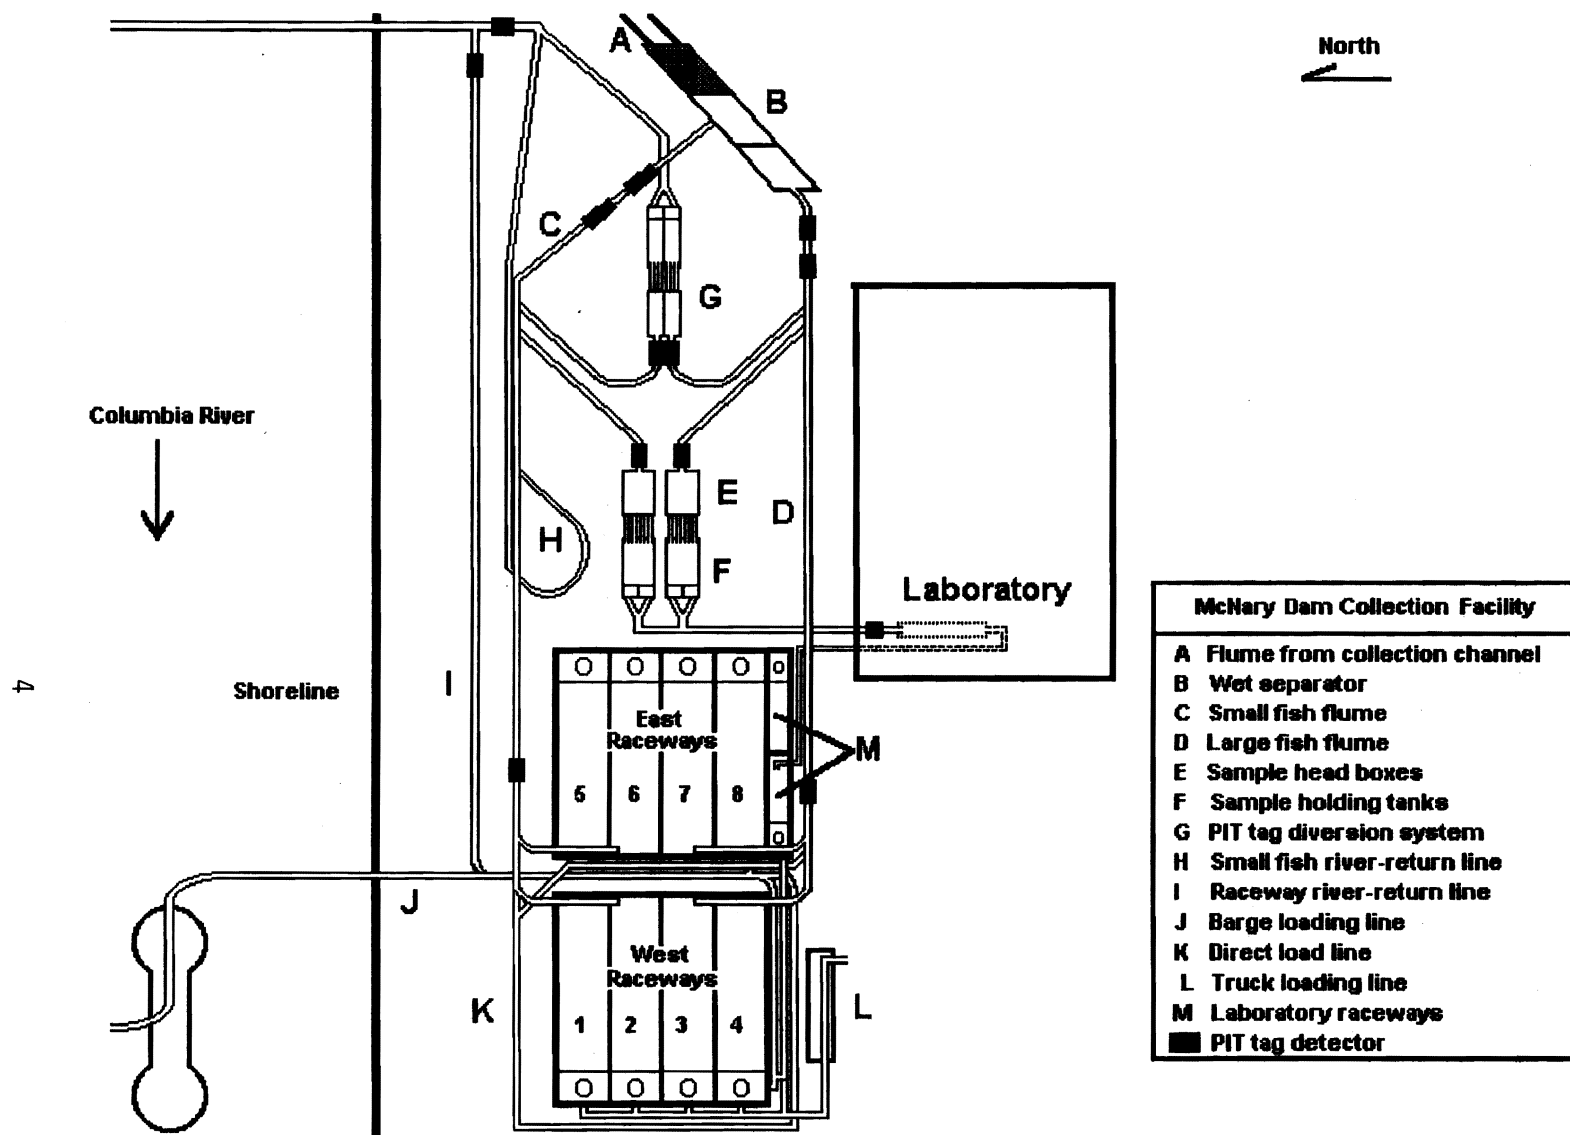 A
North
B
C
G
Columbia River
E
D
H
F
Laboratory
McNary Dam Collection Facility
A Flume from collection channel
B Wet separator
C Small fish flume
D Large fish flume
E Sample head boxes
F Sample holding tanks
G PIT tag diversion system
H Small fish river-return line
I Raceway river-return line
J Barge loading line
K Direct load line
L Truck loading line
M Laboratory raceways
PIT tag detector
4
Shoreline
I
East
Raceways
M
5 6 7 8
J
West
Raceways
K
L
1 2 3 4